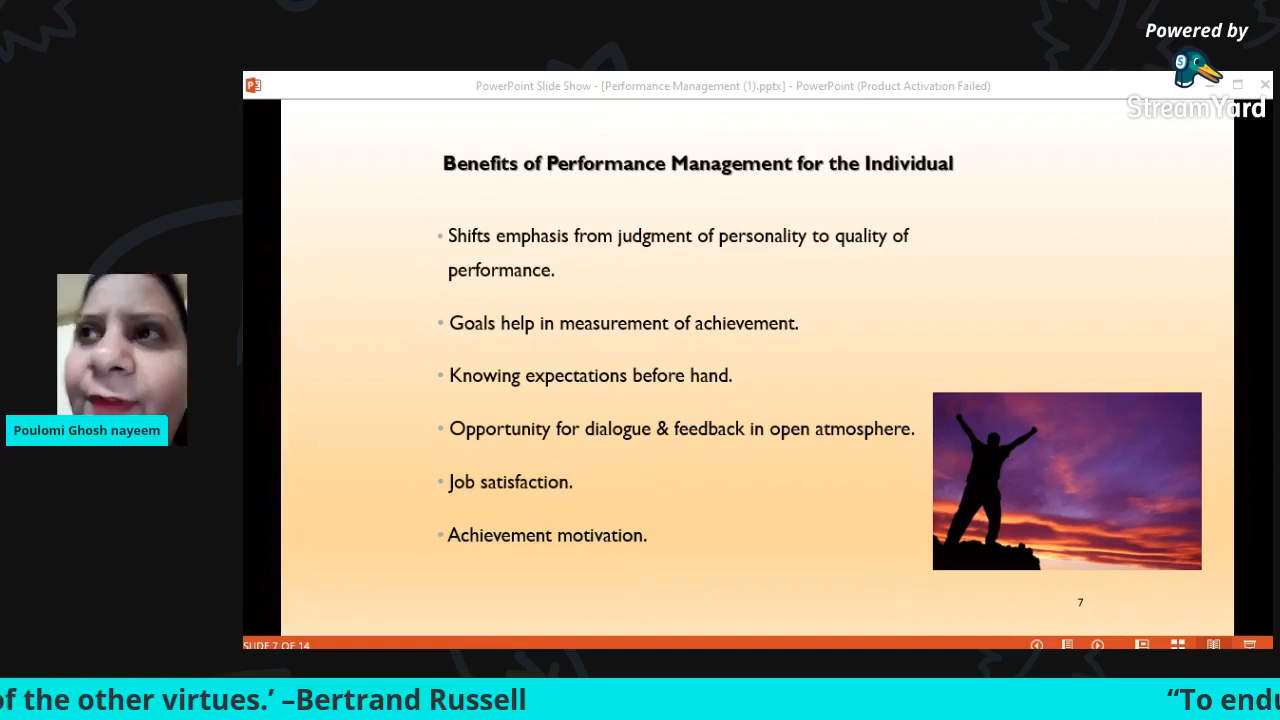 Powered by
StreamYard
PowerPoint Slide Show - [Performance Management (1).pptx] - PowerPoint (Product Activation Failed)
Benefits of Performance Management for the Individual
• Shifts emphasis from judgment of personality to quality of
performance.
• Goals help in measurement of achievement.
• Knowing expectations before hand.
• Opportunity for dialogue & feedback in open atmosphere.
• Job satisfaction.
• Achievement motivation.
7
SLIDE 7 OF 14
Poulomi Ghosh nayeem
of the other virtues.’ –Bertrand Russell “To endu